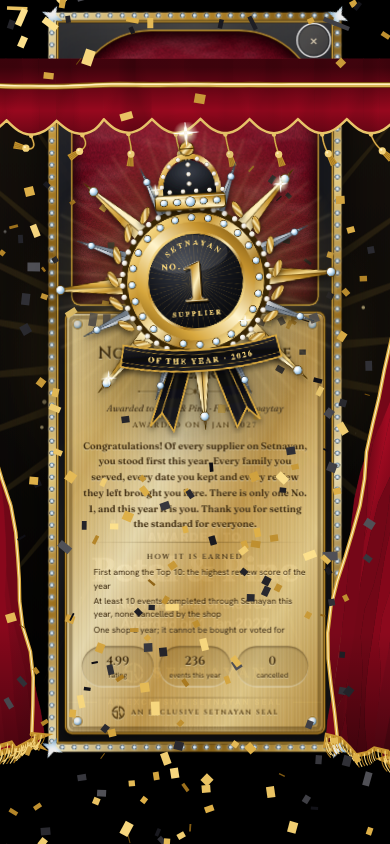 ×
SETNAYAN
NO. 1
SUPPLIER
OF THE YEAR · 2026
Awarded to
AWARDED ON JAN 2027
Congratulations! Of every supplier on Setnayan,
you stood first this year. Every family you
served, every date you kept and every review
they left brought you here. There is only one No.
1, and this year it is you. Thank you for setting
the standard for everyone.
HOW IT IS EARNED
First among the Top 10: the highest review score of the
year
At least 10 events completed through Setnayan this
year, none cancelled by the shop
One shop a year; it cannot be bought or voted for
4.99 236 0
rating events this year cancelled
AN EXCLUSIVE SETNAYAN SEAL